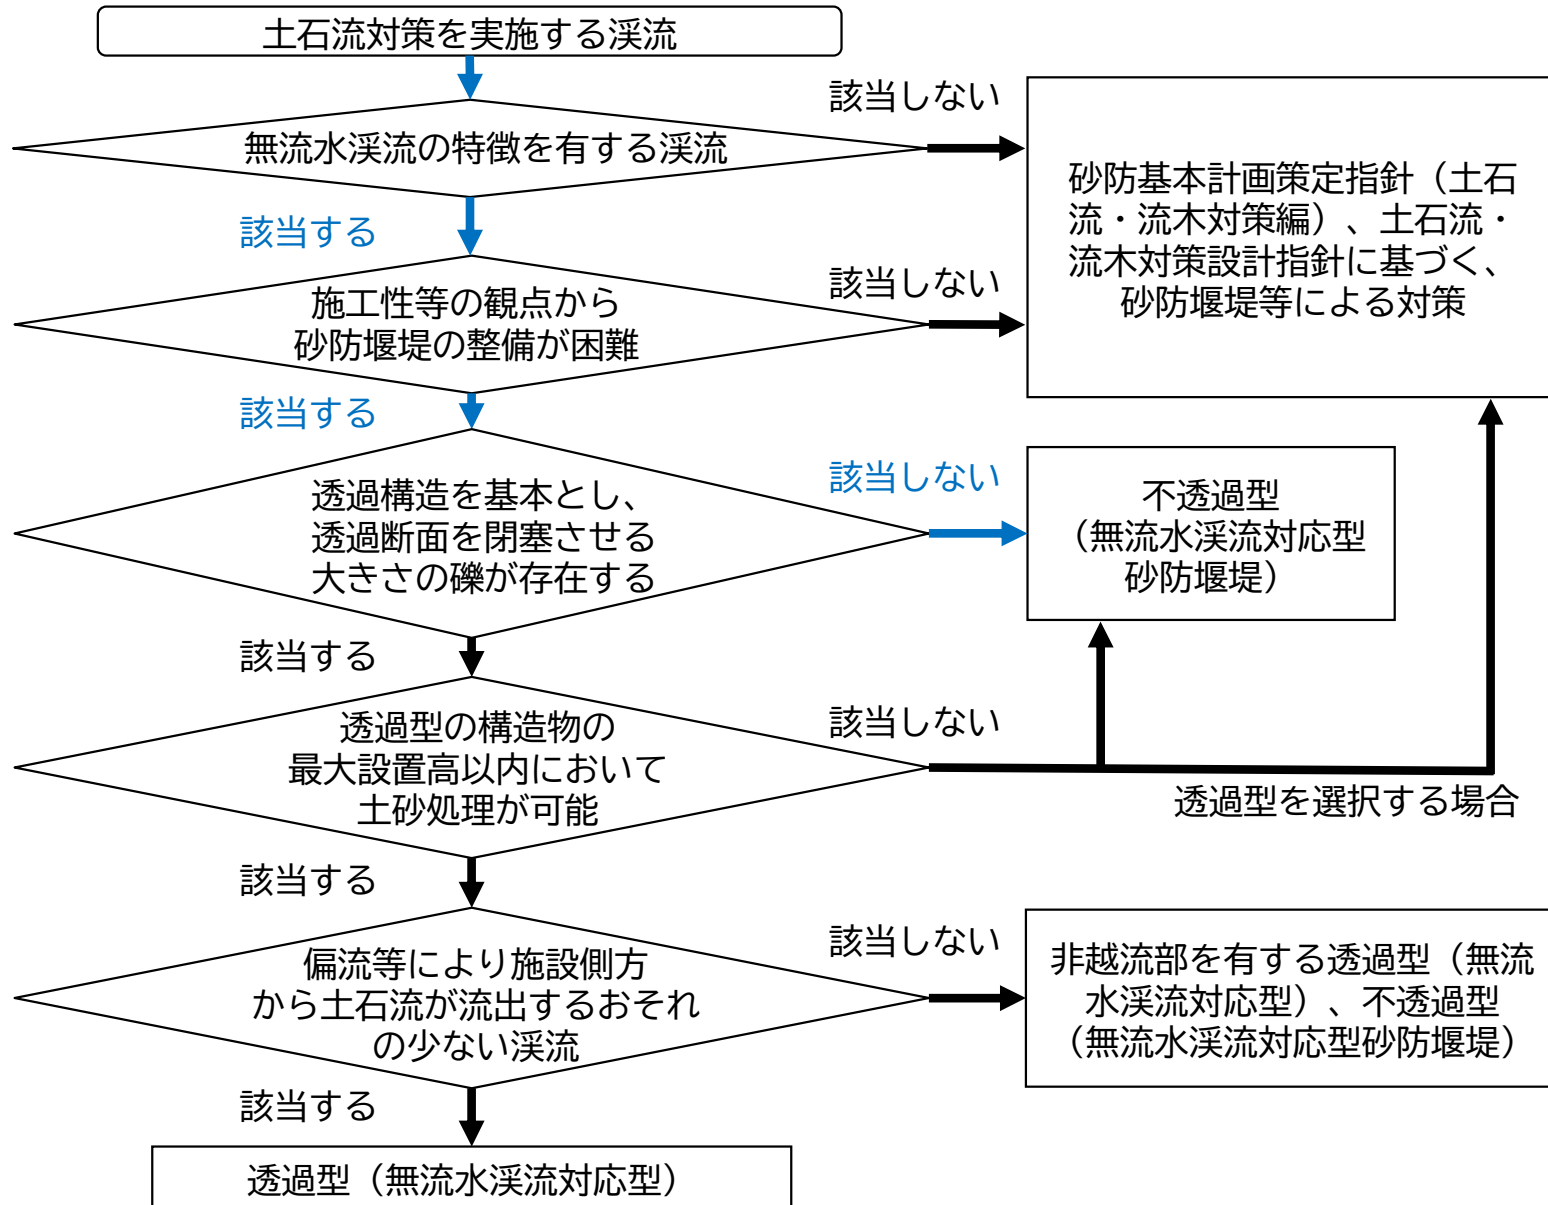 土石流対策を実施する渓流
該当しない
無流水渓流の特徴を有する渓流
砂防基本計画策定指針（土石
流・流木対策編）、土石流・
流木対策設計指針に基づく、
砂防堰堤等による対策
該当する
該当しない
施工性等の観点から
砂防堰堤の整備が困難
該当する
該当しない
透過構造を基本とし、
透過断面を閉塞させる
大きさの礫が存在する
不透過型
（無流水渓流対応型
砂防堰堤）
該当する
該当しない
透過型の構造物の
最大設置高以内において
土砂処理が可能
透過型を選択する場合
該当する
該当しない
偏流等により施設側方
から土石流が流出するおそれ
の少ない渓流
非越流部を有する透過型（無流
水渓流対応型）、不透過型
（無流水渓流対応型砂防堰堤）
該当する
透過型（無流水渓流対応型）